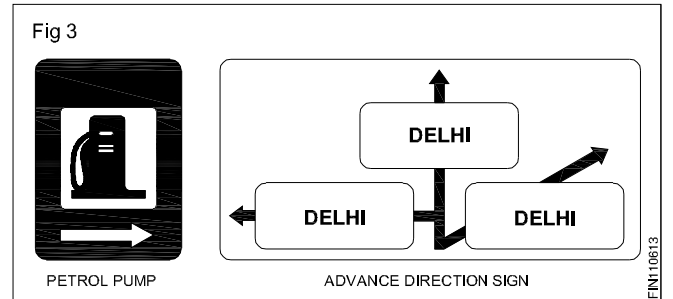 Fig 3
DELHI
DELHI
DELHI
PETROL PUMP
ADVANCE DIRECTION SIGN
FIN110613